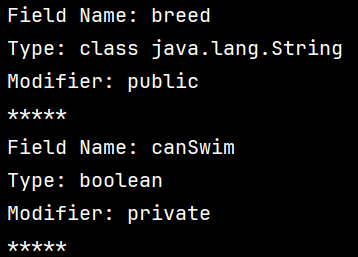 Field Name: breed
Type: class java.lang.String
Modifier: public
*****
Field Name: canSwim
Type: boolean
Modifier: private
*****